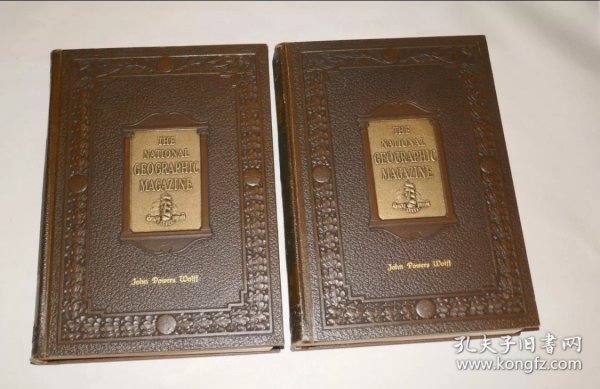 THE
NATIONAL
GEOGRAPHIC
MAGAZINE
John Powers Wolff
THE
NATIONAL
GEOGRAPHIC
MAGAZINE
John Powers Wolff
孔夫子旧书网
www.kongfz.com